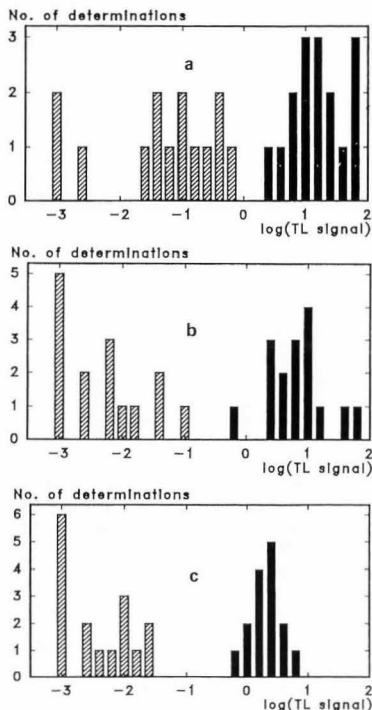 No. of determinations
3
a
2
1
0
−3 −2 −1 0 1 2
log(TL signal)
No. of determinations
5
4
b
3
2
1
0
−3 −2 −1 0 1 2
log(TL signal)
No. of determinations
6
5
c
4
3
2
1
0
−3 −2 −1 0 1 2
log(TL signal)